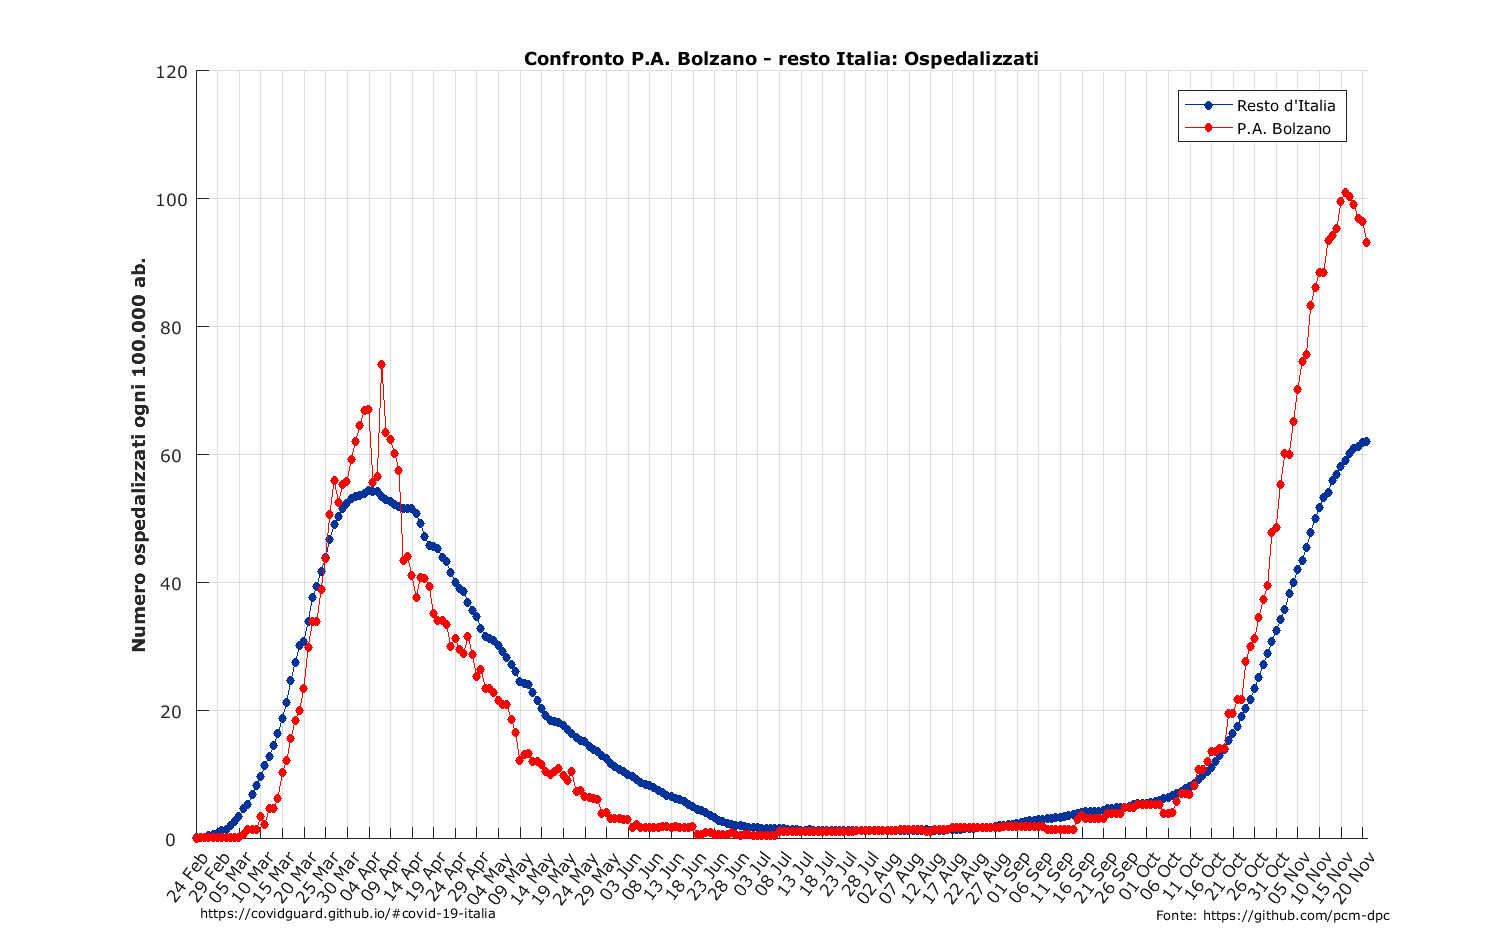 Confronto P.A. Bolzano - resto Italia: Ospedalizzati
Resto d'Italia
P.A. Bolzano
Numero ospedalizzati ogni 100.000 ab.
120
100
80
60
40
20
0
24 Feb
29 Feb
05 Mar
10 Mar
15 Mar
20 Mar
25 Mar
30 Mar
04 Apr
09 Apr
14 Apr
19 Apr
24 Apr
29 Apr
04 May
09 May
14 May
19 May
24 May
29 May
03 Jun
08 Jun
13 Jun
18 Jun
23 Jun
28 Jun
03 Jul
08 Jul
13 Jul
18 Jul
23 Jul
28 Jul
02 Aug
07 Aug
12 Aug
17 Aug
22 Aug
27 Aug
01 Sep
06 Sep
11 Sep
16 Sep
21 Sep
26 Sep
01 Oct
06 Oct
11 Oct
16 Oct
21 Oct
26 Oct
31 Oct
05 Nov
10 Nov
15 Nov
20 Nov
https://covidguard.github.io/#covid-19-italia
Fonte: https://github.com/pcm-dpc